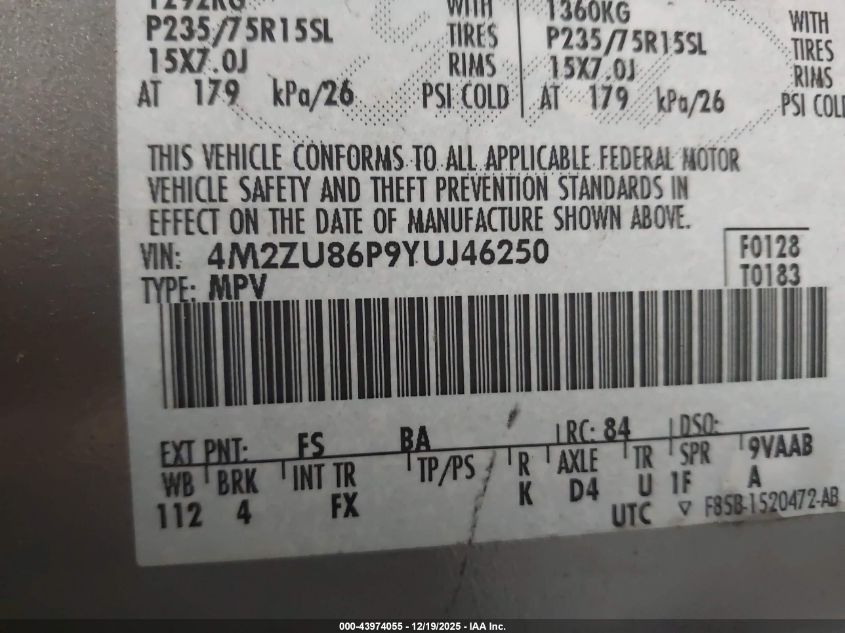 1292KG WITH 1360KG WITH
P235/75R15SL TIRES P235/75R15SL TIRES
15X7.0J RIMS 15X7.0J RIMS
AT 179 kPa/26 PSI COLD AT 179 kPa/26 PSI COLD
THIS VEHICLE CONFORMS TO ALL APPLICABLE FEDERAL MOTOR
VEHICLE SAFETY AND THEFT PREVENTION STANDARDS IN
EFFECT ON THE DATE OF MANUFACTURE SHOWN ABOVE.
VIN: 4M2ZU86P9YUJ46250 F0128
TYPE: MPV T0183
EXT PNT: FS BA RC: 84 DSO:
WB BRK INT TR TP/PS R AXLE TR SPR 9VAAB
112 4 FX K D4 U 1F A
UTC ▽ F85B-1520472-AB
000-43974055 — 12/19/2025 — IAA Inc.